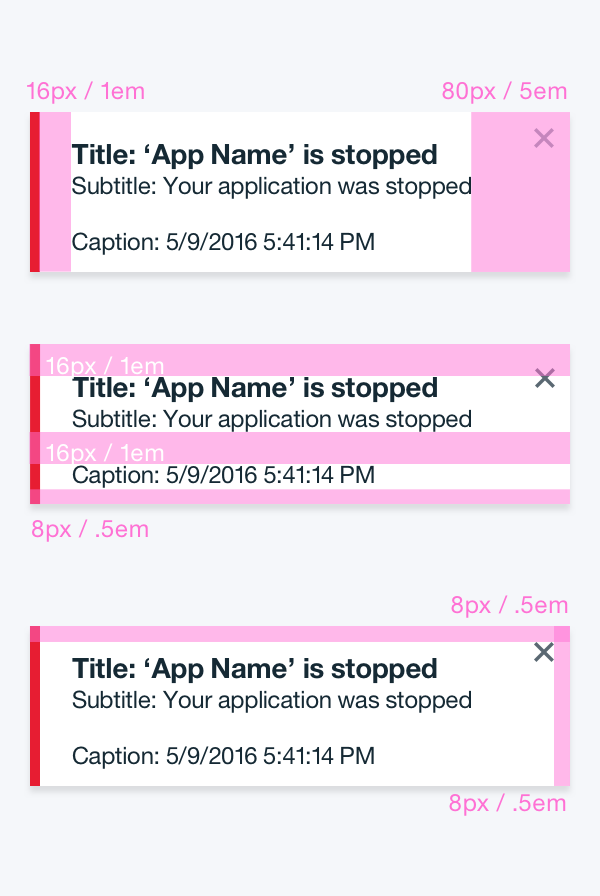 16px / 1em
80px / 5em
Title: ‘App Name’ is stopped
Subtitle: Your application was stopped
Caption: 5/9/2016 5:41:14 PM
16px / 1em
Title: ‘App Name’ is stopped
Subtitle: Your application was stopped
16px / 1em
Caption: 5/9/2016 5:41:14 PM
8px / .5em
8px / .5em
Title: ‘App Name’ is stopped
Subtitle: Your application was stopped
Caption: 5/9/2016 5:41:14 PM
8px / .5em